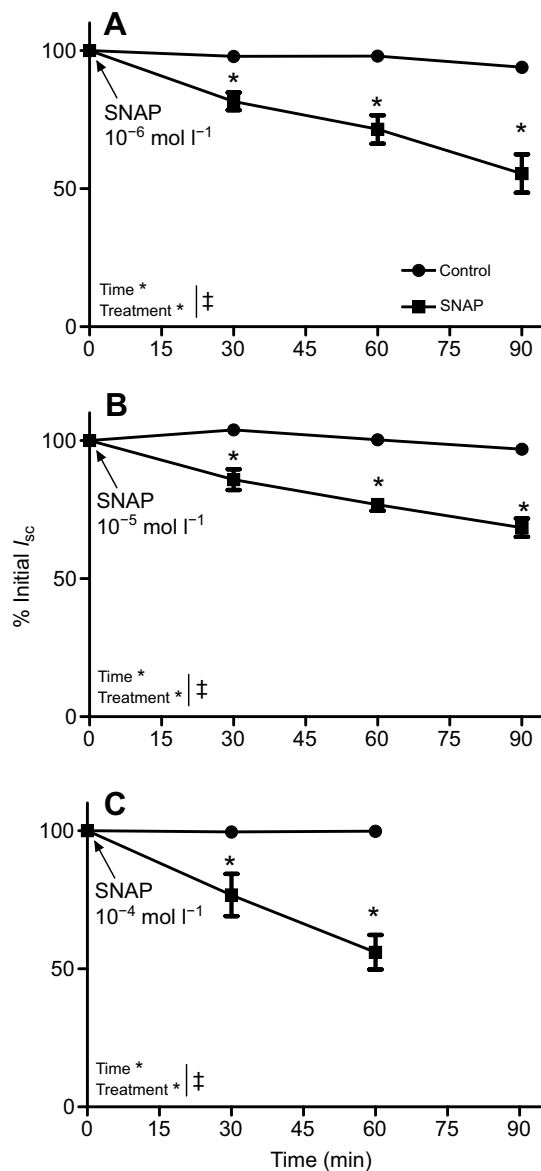 A
100
*
*
*
SNAP
10⁻⁶ mol l⁻¹
50
Control
SNAP
Time *
Treatment *
‡
0
0 15 30 45 60 75 90
B
100
*
*
*
SNAP
10⁻⁵ mol l⁻¹
% Initial Isc
50
Time *
Treatment *
‡
0
0 15 30 45 60 75 90
C
100
*
*
SNAP
10⁻⁴ mol l⁻¹
50
Time *
Treatment *
‡
0
0 15 30 45 60 75 90
Time (min)